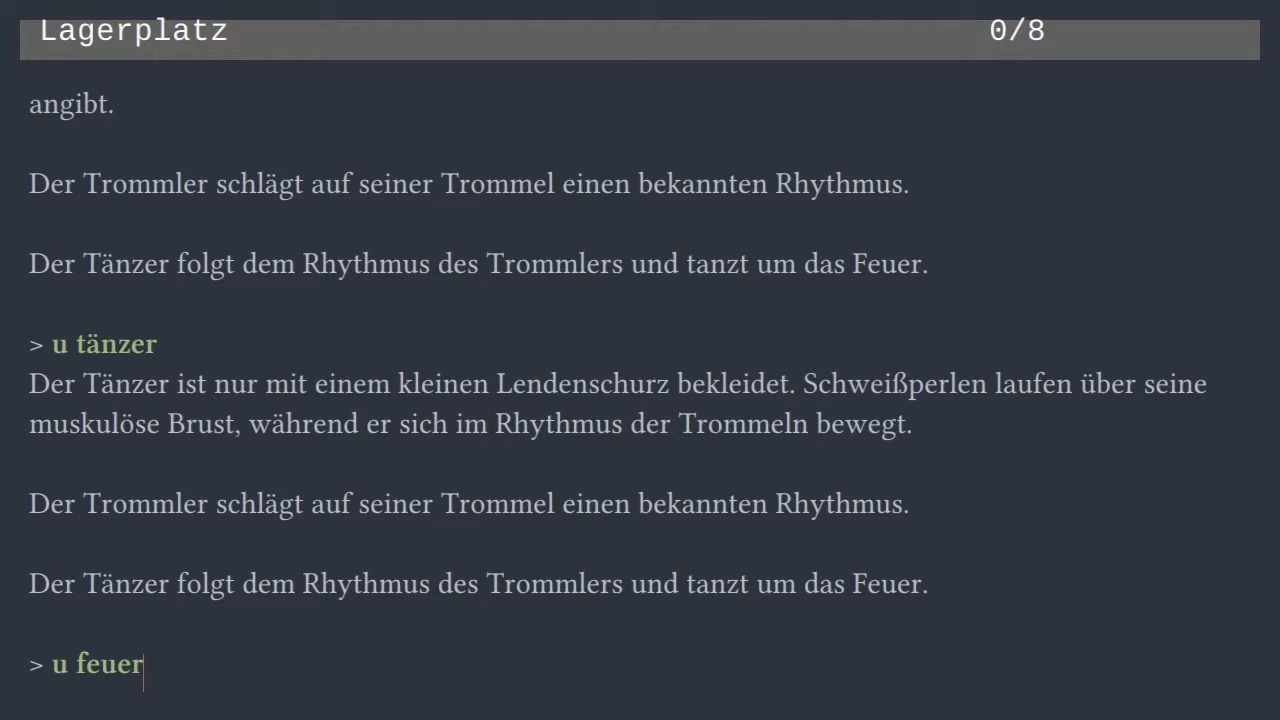 Lagerplatz 0/8
angibt.
Der Trommler schlägt auf seiner Trommel einen bekannten Rhythmus.
Der Tänzer folgt dem Rhythmus des Trommlers und tanzt um das Feuer.
> u tänzer
Der Tänzer ist nur mit einem kleinen Lendenschurz bekleidet. Schweißperlen laufen über seine
muskulöse Brust, während er sich im Rhythmus der Trommeln bewegt.
Der Trommler schlägt auf seiner Trommel einen bekannten Rhythmus.
Der Tänzer folgt dem Rhythmus des Trommlers und tanzt um das Feuer.
> u feuer